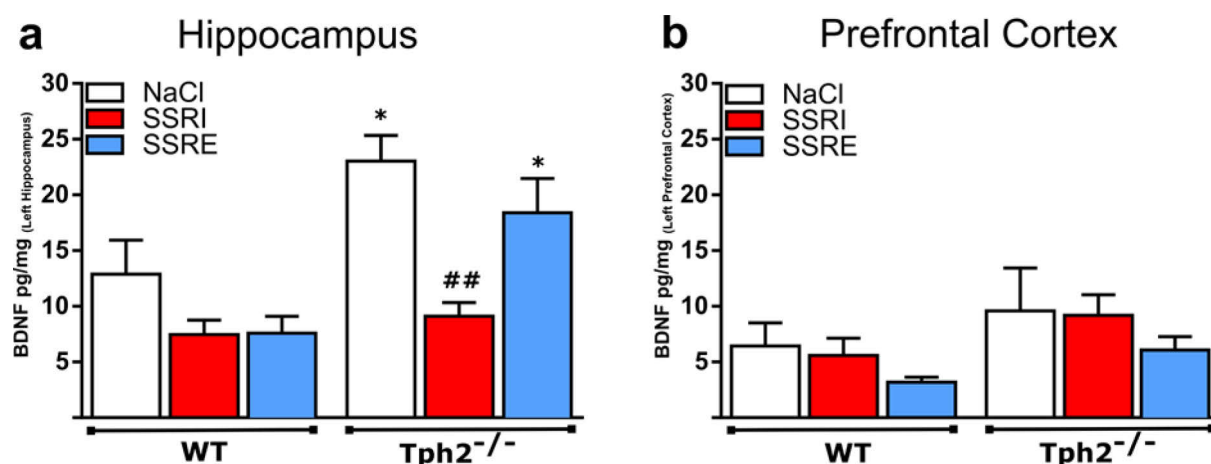 a Hippocampus
BDNF pg/mg (Left Hippocampus)
30
25
20
15
10
5
NaCl
SSRI
SSRE
*
##
*
WT Tph2-/-
b Prefrontal Cortex
BDNF pg/mg (Left Prefrontal Cortex)
30
25
20
15
10
5
NaCl
SSRI
SSRE
WT Tph2-/-